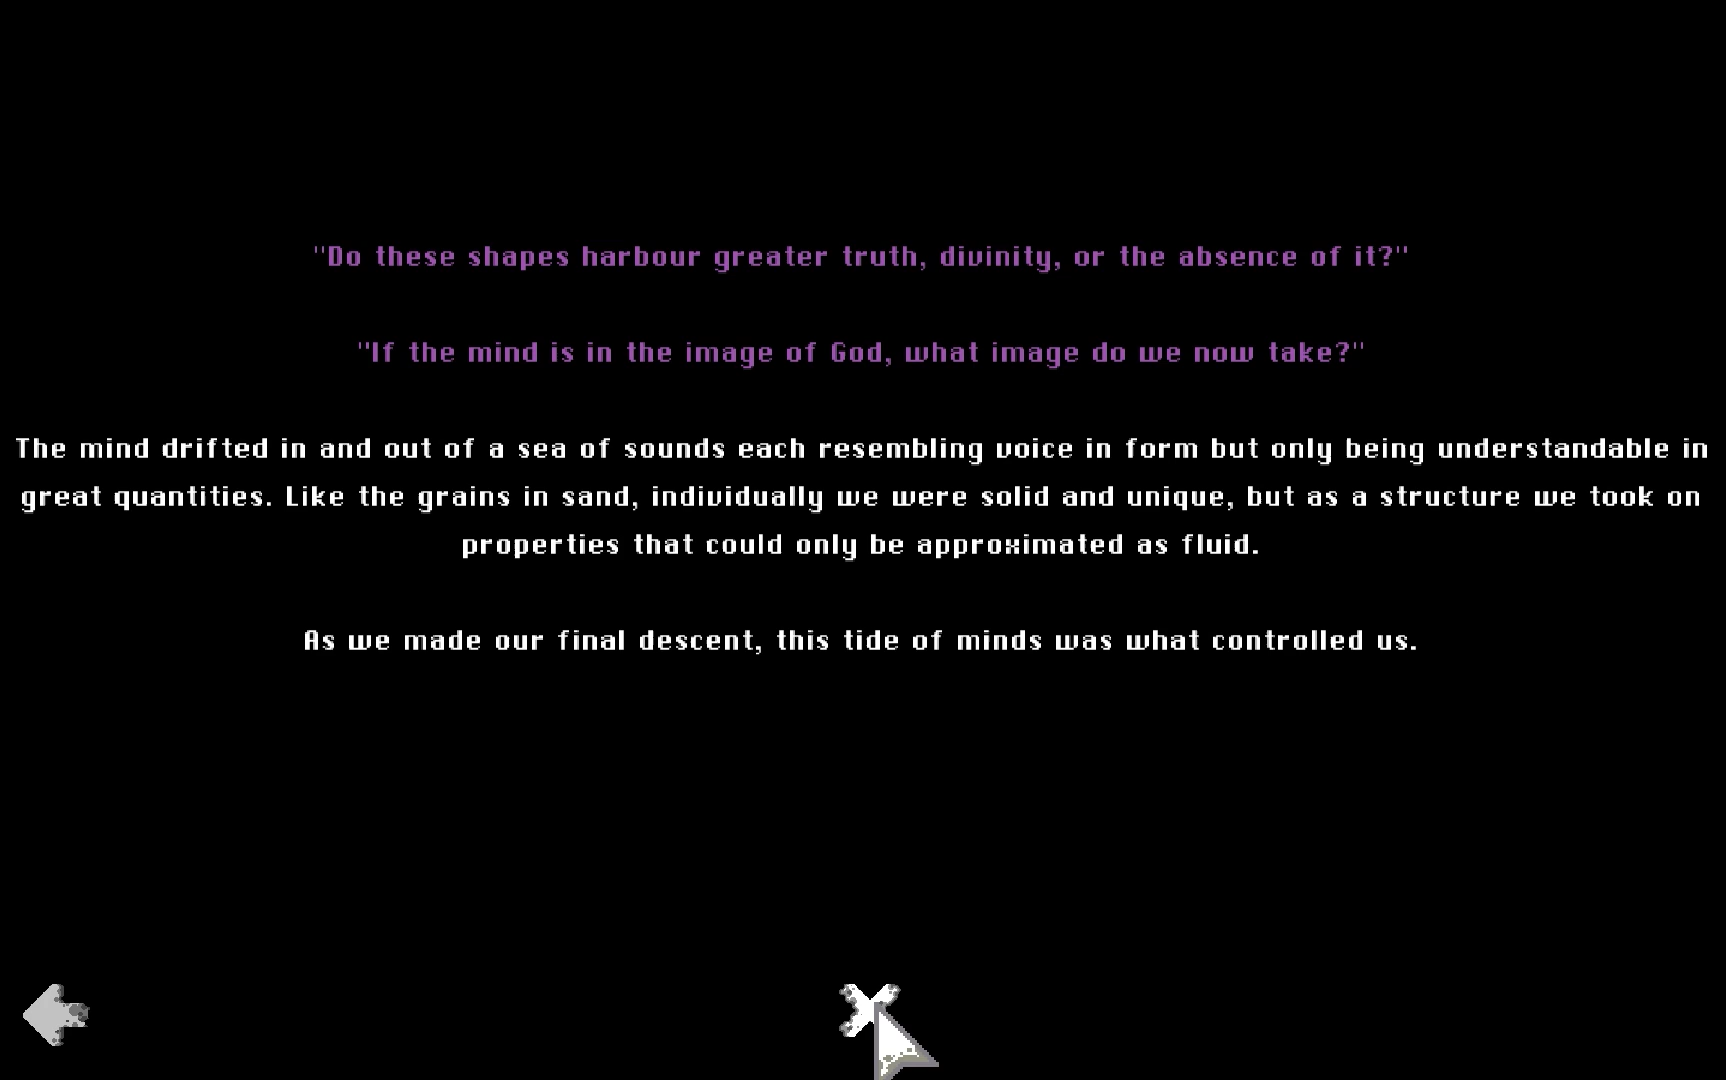 "Do these shapes harbour greater truth, divinity, or the absence of it?"
"If the mind is in the image of God, what image do we now take?"
The mind drifted in and out of a sea of sounds each resembling voice in form but only being understandable in
great quantities. Like the grains in sand, individually we were solid and unique, but as a structure we took on
properties that could only be approximated as fluid.
As we made our final descent, this tide of minds was what controlled us.